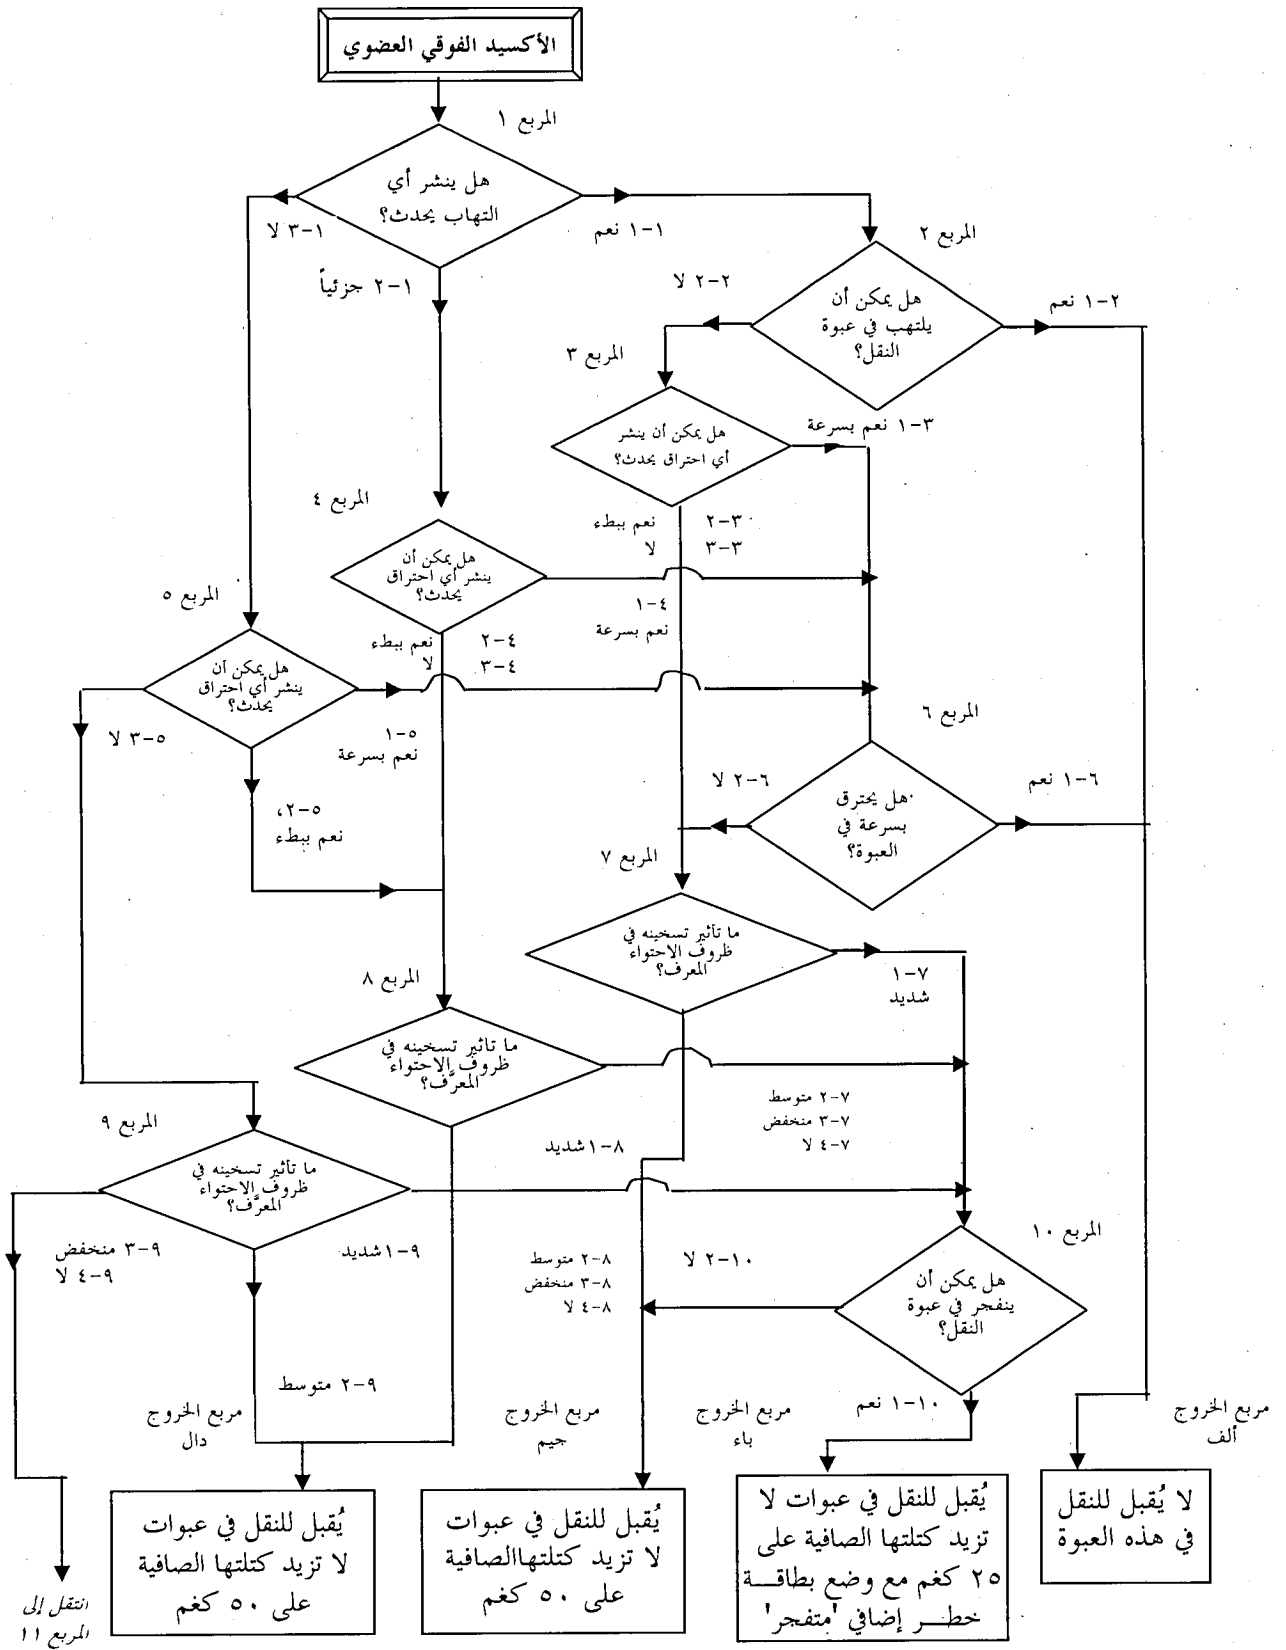 الأكسيد الفوقي العضوي
المربع ١
هل ينشر أي
التهاب يحدث؟
١-١ نعم
١-٣ لا
١-٢ جزئياً
المربع ٢
هل يمكن أن
يلتهب في عبوة
النقل؟
٢-١ نعم
٢-٢ لا
المربع ٣
هل يمكن أن ينشر
أي احتراق يحدث؟
٣-١ نعم بسرعة
٣-٢ نعم ببطء
٣-٣ لا
المربع ٤
هل يمكن أن
ينشر أي احتراق
يحدث؟
٤-١
نعم بسرعة
٤-٢ نعم ببطء
٤-٣ لا
المربع ٥
هل يمكن أن
ينشر أي احتراق
يحدث؟
٥-١
نعم بسرعة
٥-٣ لا
٥-٢،
نعم ببطء
المربع ٦
هل يحترق
بسرعة في
العبوة؟
٦-١ نعم
٦-٢ لا
المربع ٧
ما تأثير تسخينه في
ظروف الاحتواء
المعرف؟
٧-١
شديد
٧-٢ متوسط
٧-٣ منخفض
٧-٤ لا
المربع ٨
ما تأثير تسخينه في
ظروف الاحتواء
المعرَّف؟
٨-١ شديد
٨-٢ متوسط
٨-٣ منخفض
٨-٤ لا
المربع ٩
ما تأثير تسخينه في
ظروف الاحتواء
المعرَّف؟
٩-١ شديد
٩-٣ منخفض
٩-٤ لا
٩-٢ متوسط
المربع ١٠
هل يمكن أن
ينفجر في عبوة
النقل؟
١٠-٢ لا
١٠-١ نعم
مربع الخروج
ألف
لا يُقبل للنقل
في هذه العبوة
مربع الخروج
باء
يُقبل للنقل في عبوات لا
تزيد كتلتها الصافية على
٢٥ كغم مع وضع بطاقـــة
خطـــر إضافي 'متفجر'
مربع الخروج
جيم
يُقبل للنقل في عبوات
لا تزيد كتلتهاالصافية
على ٥٠ كغم
مربع الخروج
دال
يُقبل للنقل في عبوات
لا تزيد كتلتها الصافية
على ٥٠ كغم
انتقل إلى
المربع ١١